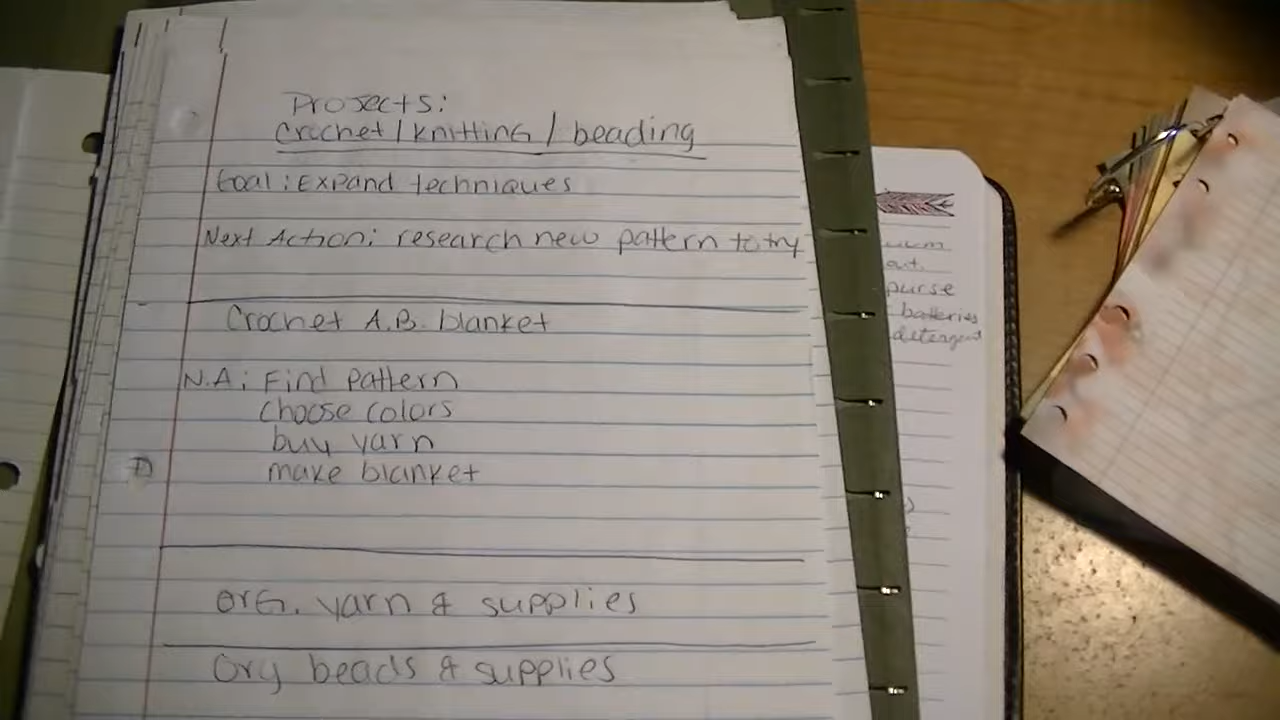 Projects:
Crochet/knitting/beading
Goal: Expand techniques
Next Action: research new pattern to try
Crochet A.B. blanket
N.A: Find pattern
choose colors
buy yarn
make blanket
org. yarn & supplies
Org beads & supplies
out.
purse
batteries
detergent